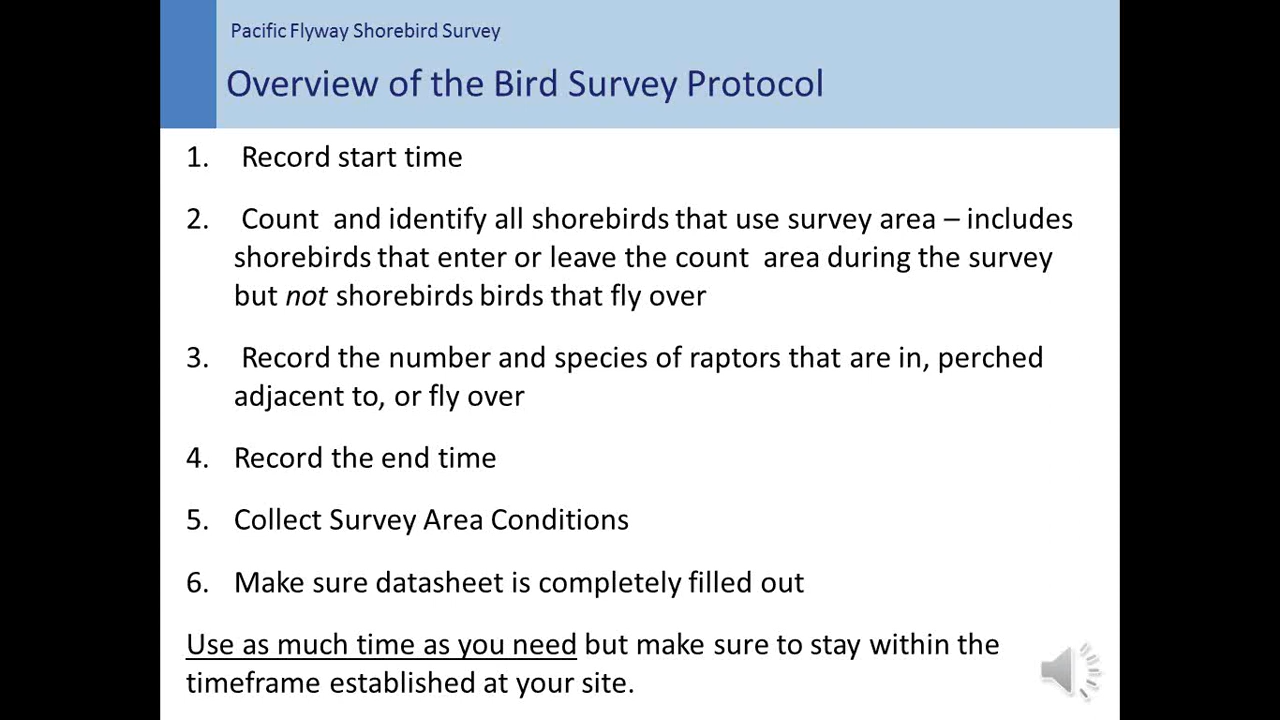 Pacific Flyway Shorebird Survey
Overview of the Bird Survey Protocol
1. Record start time
2. Count and identify all shorebirds that use survey area – includes
shorebirds that enter or leave the count area during the survey
but not shorebirds birds that fly over
3. Record the number and species of raptors that are in, perched
adjacent to, or fly over
4. Record the end time
5. Collect Survey Area Conditions
6. Make sure datasheet is completely filled out
Use as much time as you need but make sure to stay within the
timeframe established at your site.